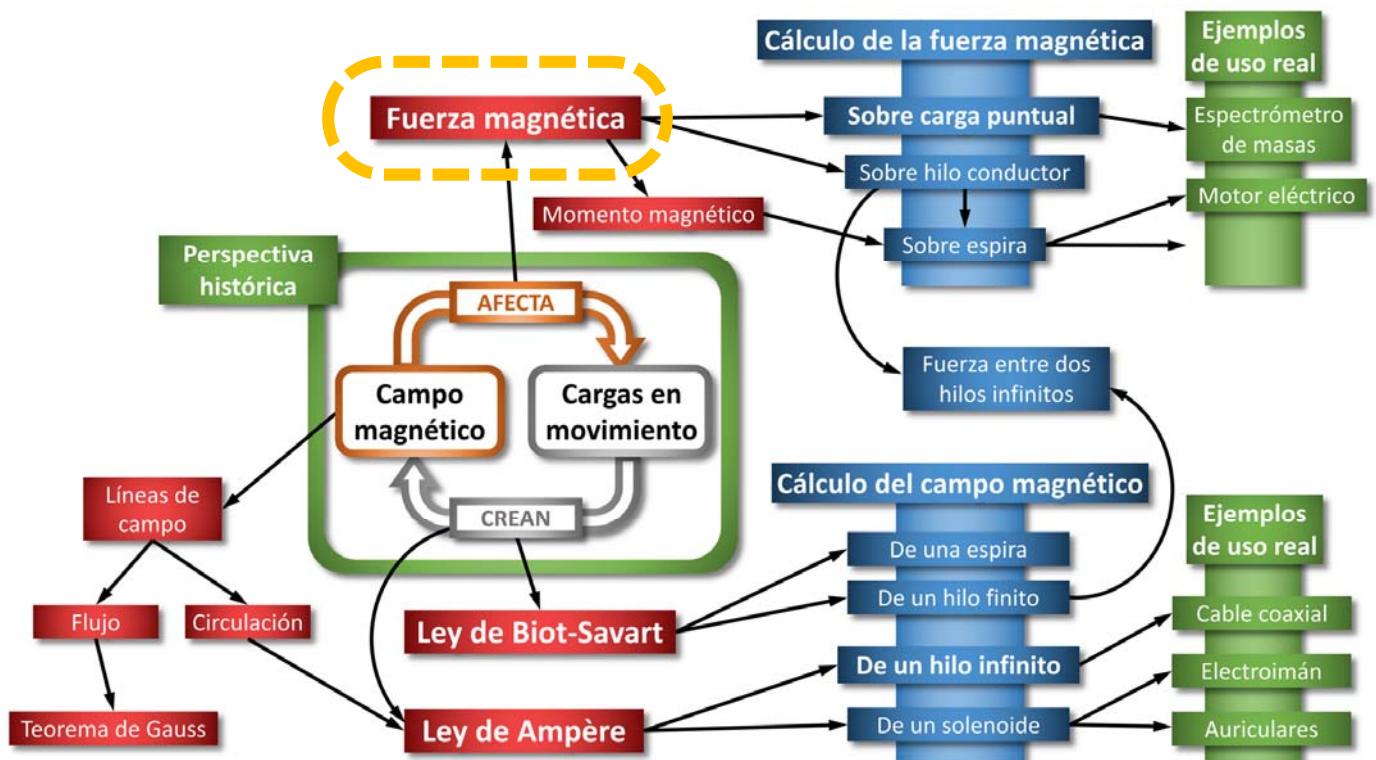 Cálculo de la fuerza magnética
Ejemplos
de uso real
Fuerza magnética
Sobre carga puntual
Espectrómetro
de masas
Sobre hilo conductor
Momento magnético
Motor eléctrico
Sobre espira
Perspectiva
histórica
AFECTA
Campo
magnético
Cargas en
movimiento
CREAN
Fuerza entre dos
hilos infinitos
Líneas de
campo
Flujo
Circulación
Teorema de Gauss
Cálculo del campo magnético
Ejemplos
de uso real
De una espira
De un hilo finito
Ley de Biot-Savart
Cable coaxial
De un hilo infinito
Electroimán
Ley de Ampère
De un solenoide
Auriculares